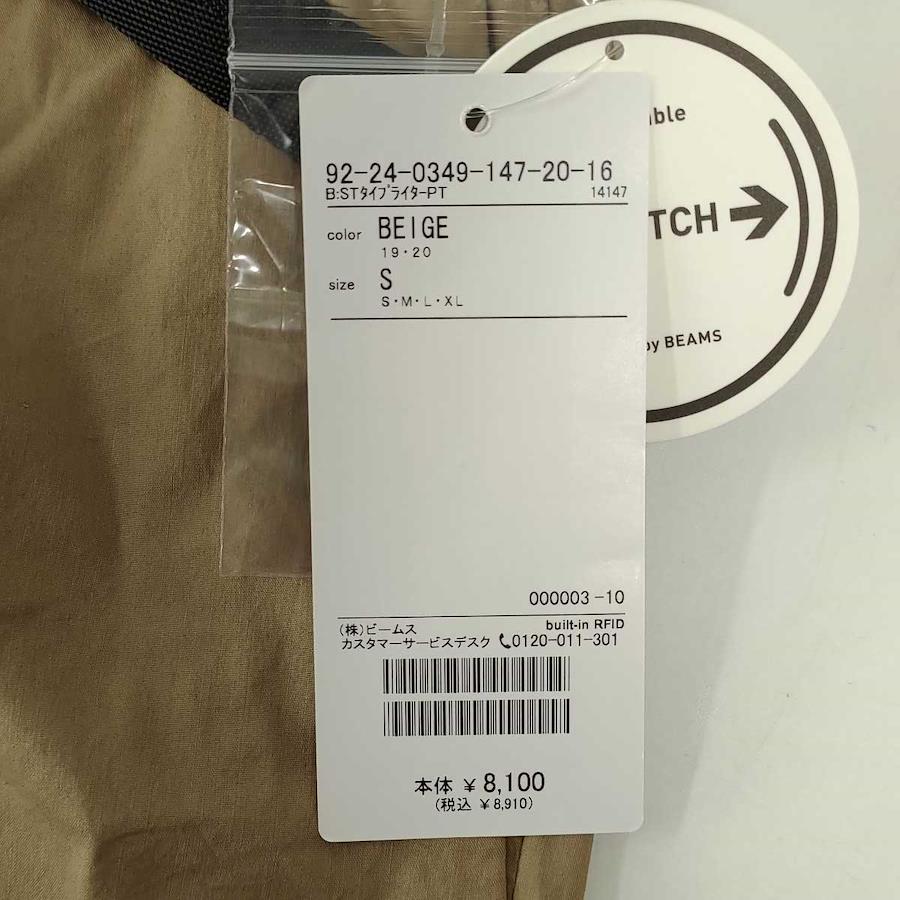 92-24-0349-147-20-16
B:STタイプライターPT 14147
color BEIGE
19・20
size S
S・M・L・XL
000003-10
built-in RFID
(株)ビームス
カスタマーサービスデスク 0120-011-301
本体 ¥8,100
(税込 ¥8,910)
by BEAMS